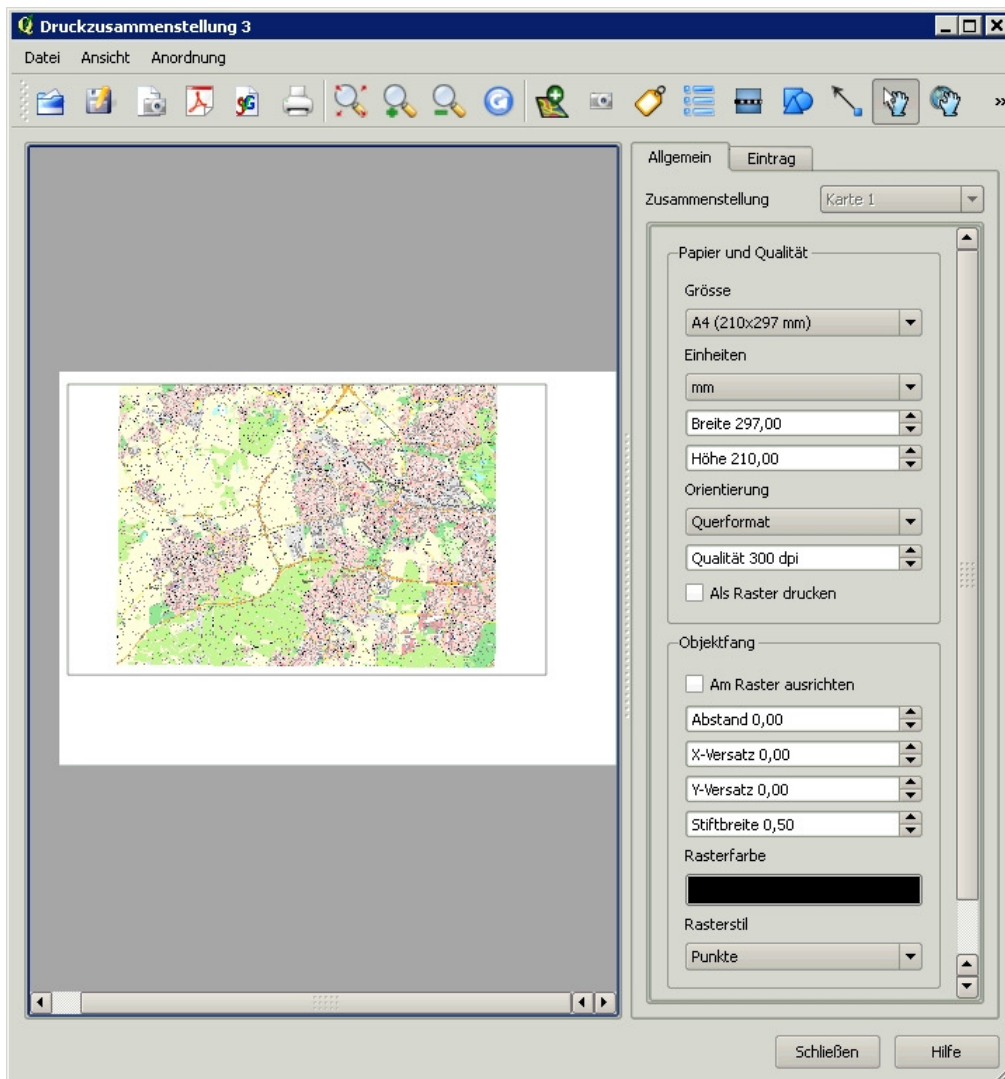 Druckzusammenstellung 3
Datei Ansicht Anordnung
Allgemein Eintrag
Zusammenstellung Karte 1
Papier und Qualität
Grösse
A4 (210x297 mm)
Einheiten
mm
Breite 297,00
Höhe 210,00
Orientierung
Querformat
Qualität 300 dpi
Als Raster drucken
Objektfang
Am Raster ausrichten
Abstand 0,00
X-Versatz 0,00
Y-Versatz 0,00
Stiftbreite 0,50
Rasterfarbe
Rasterstil
Punkte
Schließen Hilfe